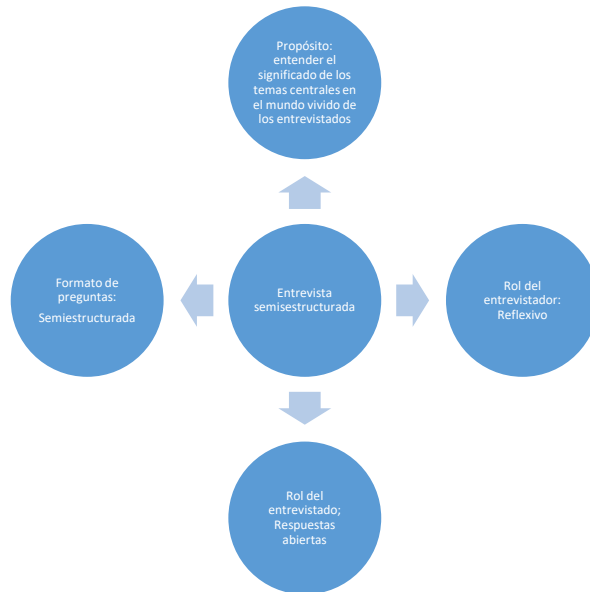 Propósito:
entender el
significado de los
temas centrales en
el mundo vivido de
los entrevistados
Formato de
preguntas:
Semiestructurada
Entrevista
semisestructurada
Rol del
entrevistador:
Reflexivo
Rol del
entrevistado;
Respuestas
abiertas